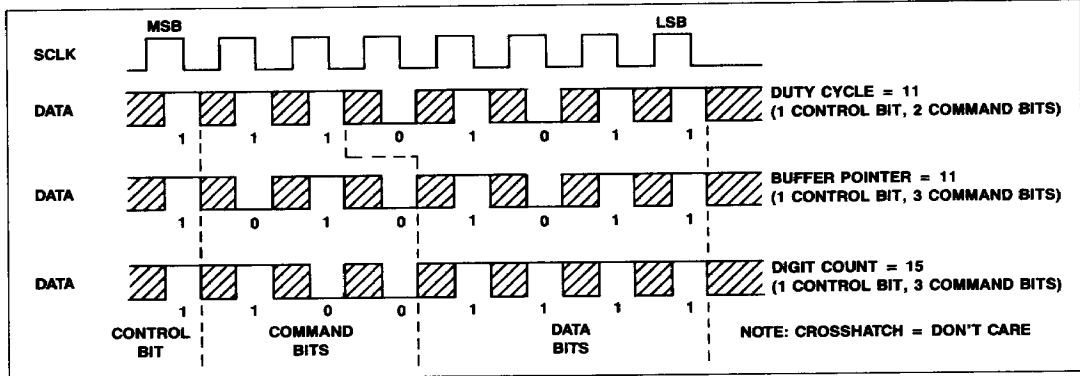 MSB LSB
SCLK
DATA DUTY CYCLE = 11
(1 CONTROL BIT, 2 COMMAND BITS)
1 1 1 0 1 0 1 1
DATA BUFFER POINTER = 11
(1 CONTROL BIT, 3 COMMAND BITS)
1 0 1 0 1 0 1 1
DATA DIGIT COUNT = 15
(1 CONTROL BIT, 3 COMMAND BITS)
1 1 0 0 1 1 1 1
CONTROL BIT
COMMAND BITS
DATA BITS
NOTE: CROSSHATCH = DON'T CARE